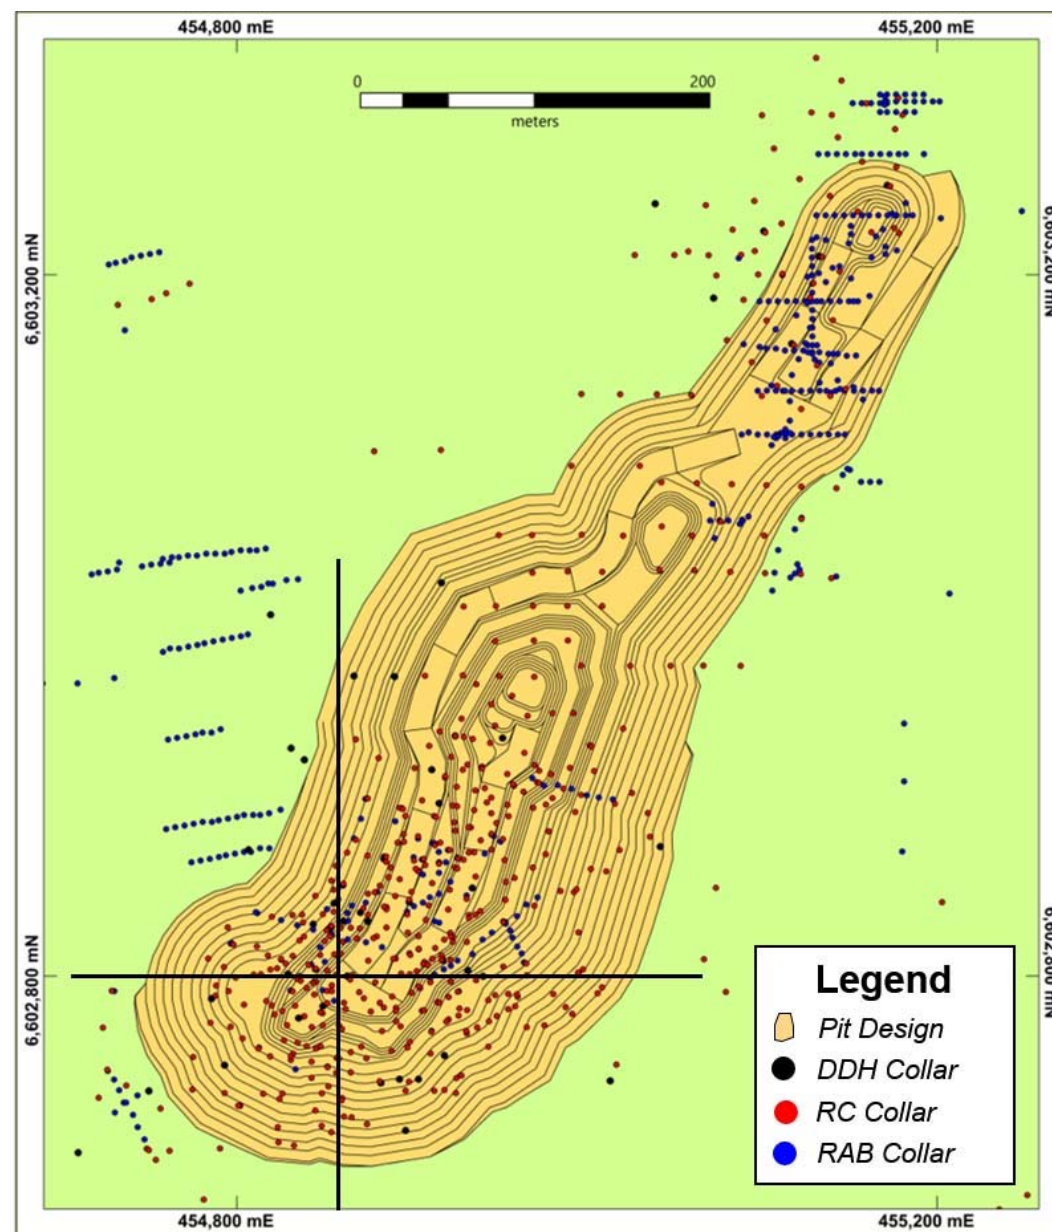 454,800 mE
455,200 mE
0
200
meters
6,603,200 mN
6,603,200 mN
6,602,800 mN
6,602,800 mN
Legend
Pit Design
DDH Collar
RC Collar
RAB Collar
454,800 mE
455,200 mE